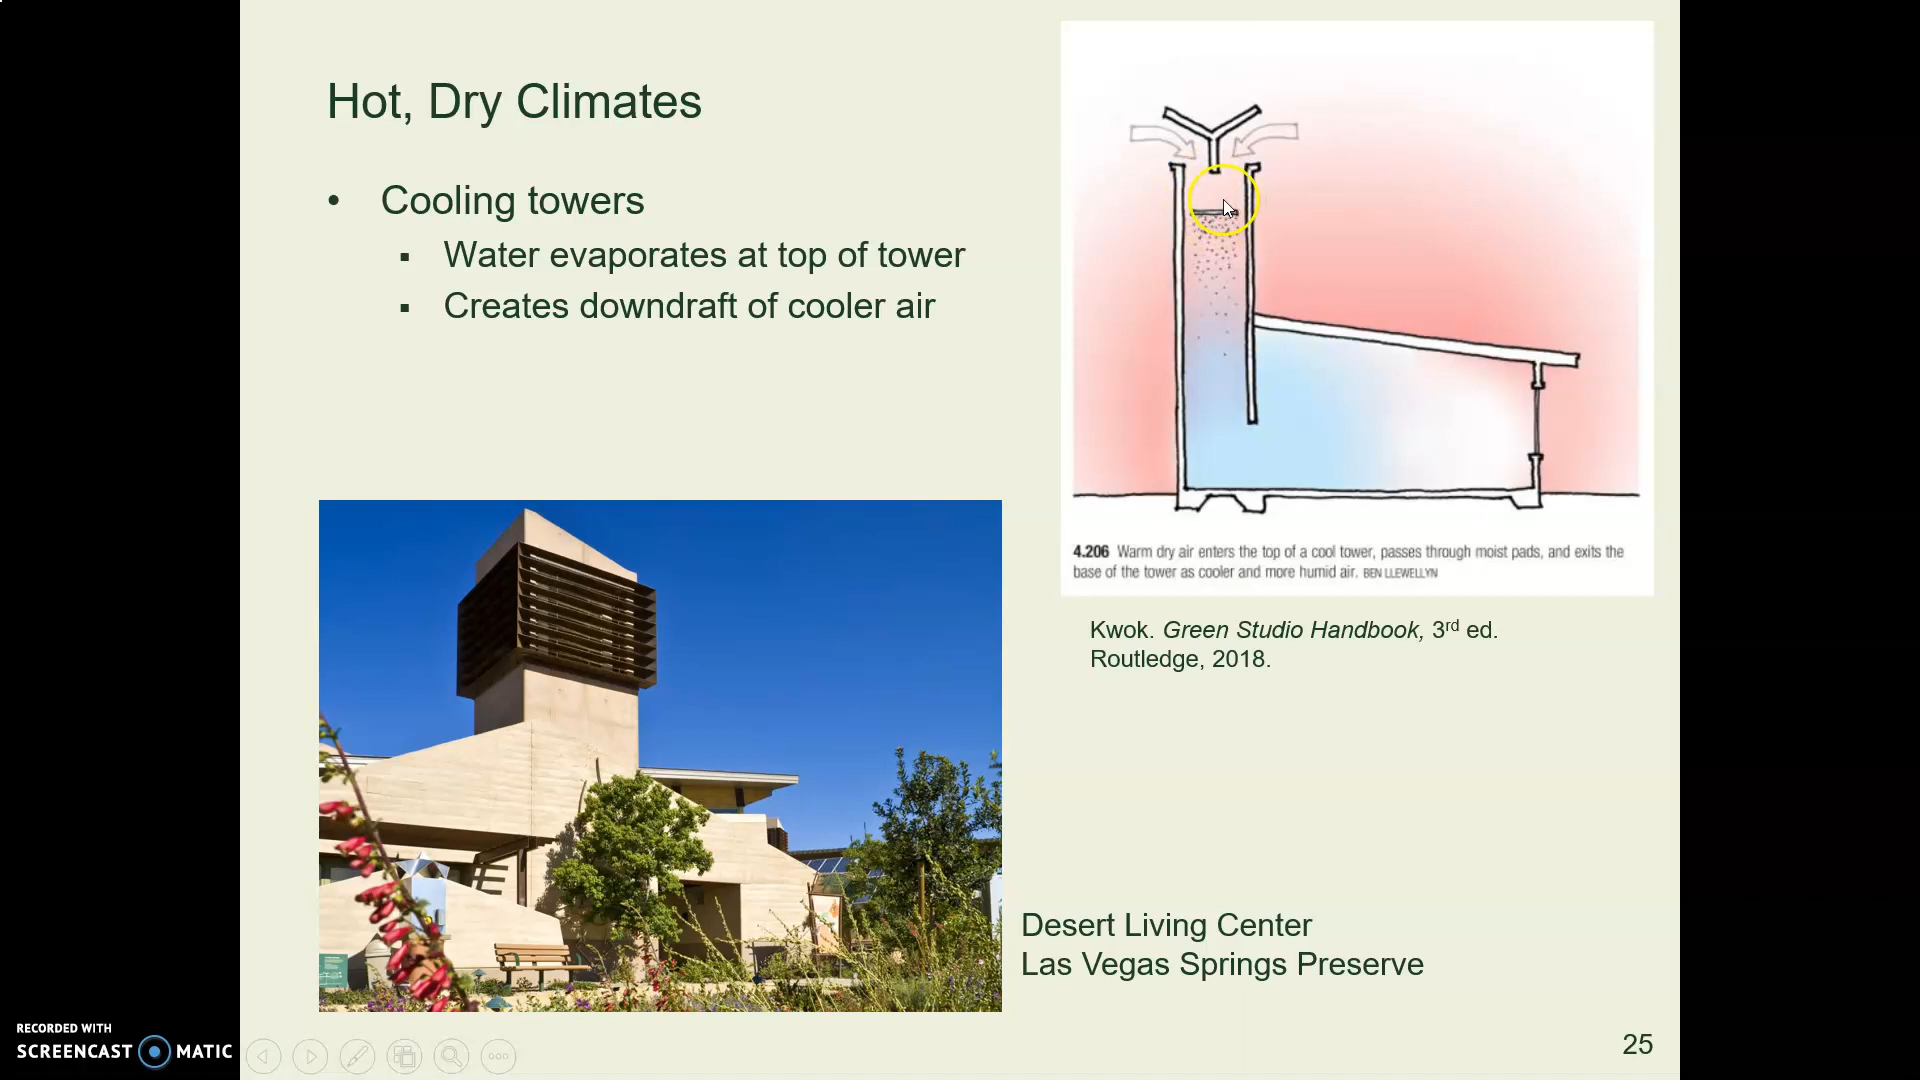 Hot, Dry Climates
• Cooling towers
▪ Water evaporates at top of tower
▪ Creates downdraft of cooler air
4.206 Warm dry air enters the top of a cool tower, passes through moist pads, and exits the
base of the tower as cooler and more humid air. BEN LLEWELLYN
Kwok. Green Studio Handbook, 3rd ed.
Routledge, 2018.
Desert Living Center
Las Vegas Springs Preserve
25
RECORDED WITH
SCREENCAST MATIC